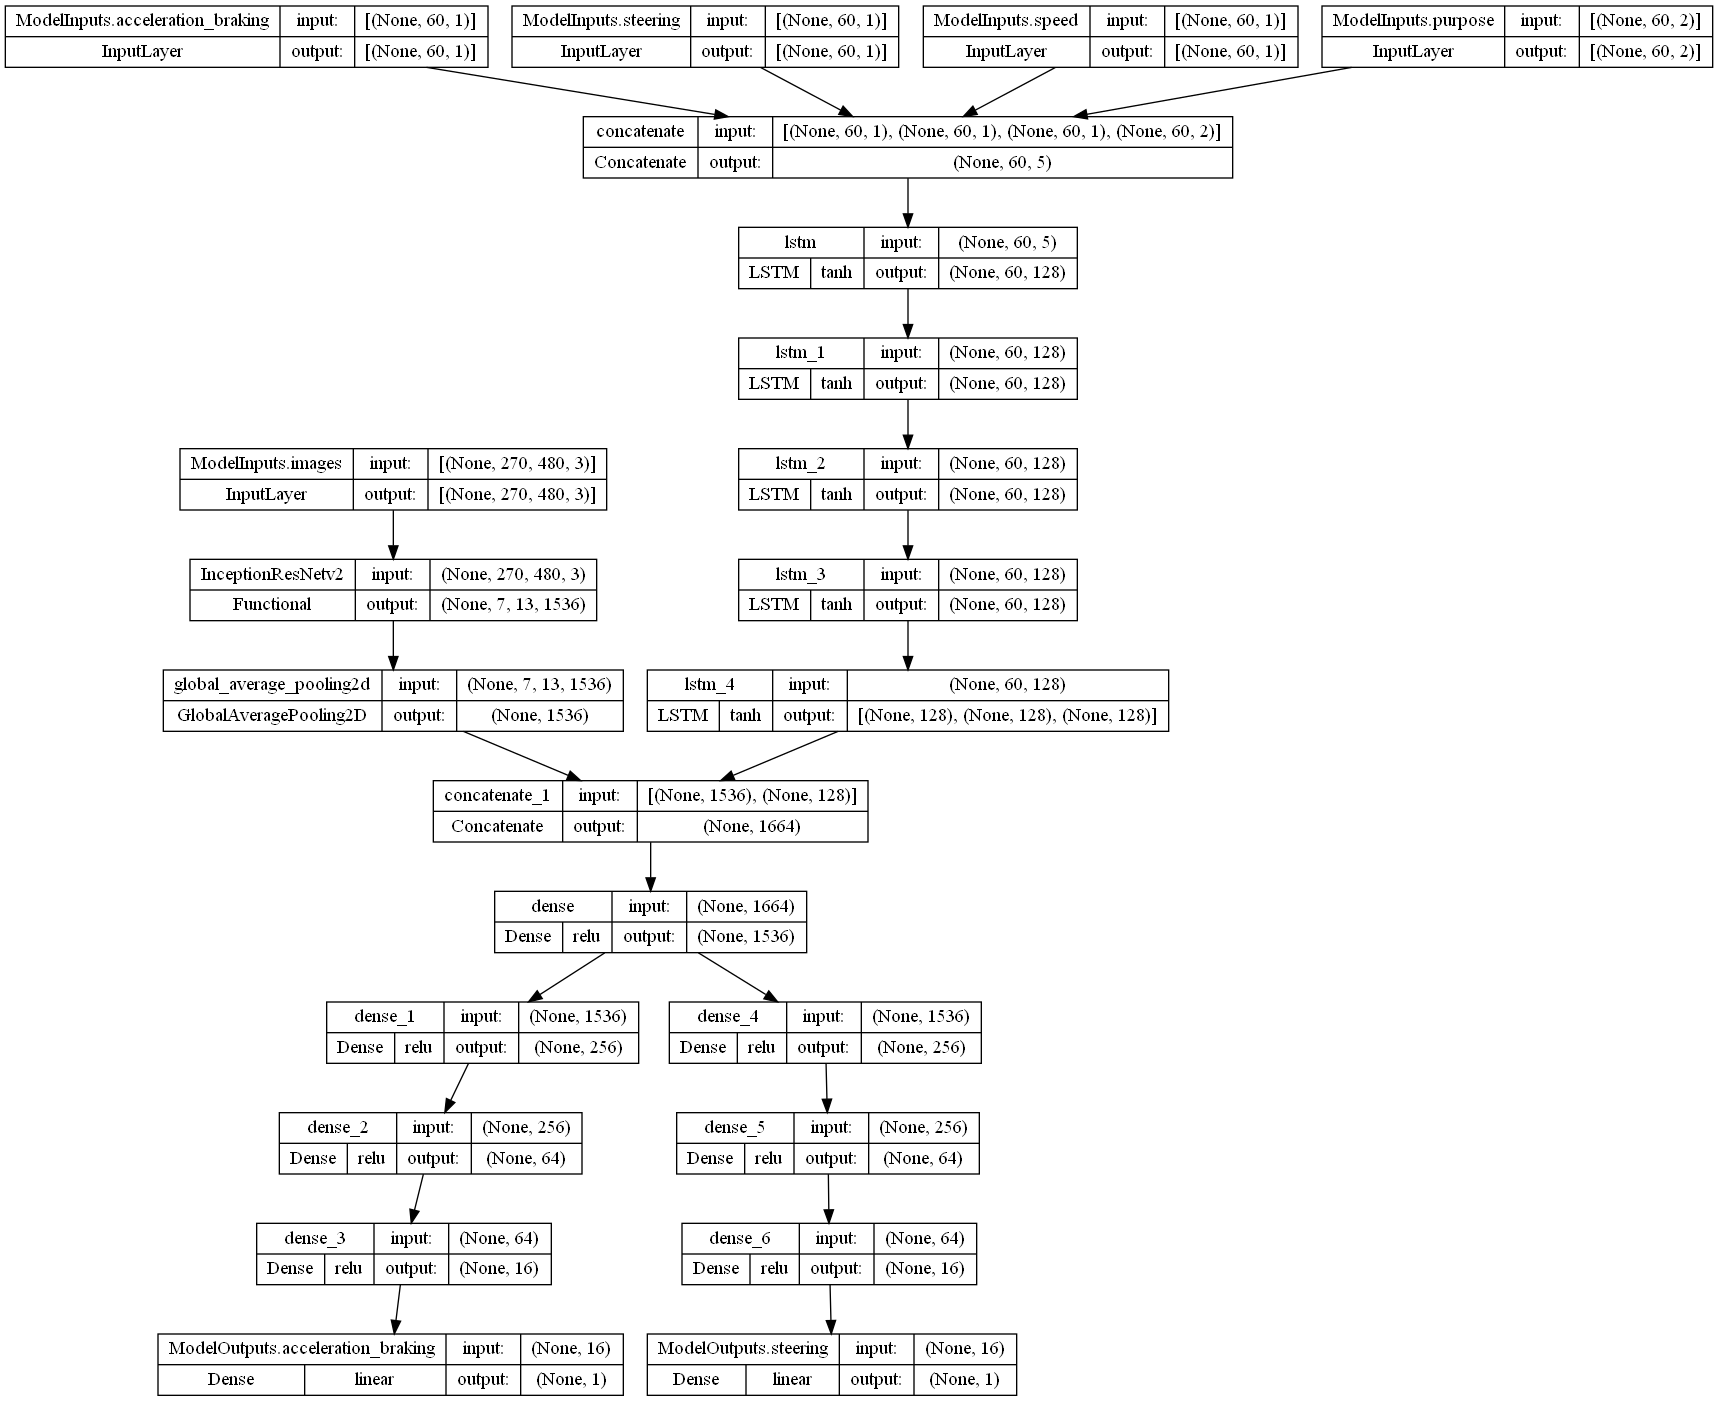 ModelInputs.acceleration_braking input: [(None, 60, 1)]
InputLayer output: [(None, 60, 1)]
ModelInputs.steering input: [(None, 60, 1)]
InputLayer output: [(None, 60, 1)]
ModelInputs.speed input: [(None, 60, 1)]
InputLayer output: [(None, 60, 1)]
ModelInputs.purpose input: [(None, 60, 2)]
InputLayer output: [(None, 60, 2)]
concatenate input: [(None, 60, 1), (None, 60, 1), (None, 60, 1), (None, 60, 2)]
Concatenate output: (None, 60, 5)
lstm input: (None, 60, 5)
LSTM tanh output: (None, 60, 128)
lstm_1 input: (None, 60, 128)
LSTM tanh output: (None, 60, 128)
ModelInputs.images input: [(None, 270, 480, 3)]
InputLayer output: [(None, 270, 480, 3)]
lstm_2 input: (None, 60, 128)
LSTM tanh output: (None, 60, 128)
InceptionResNetv2 input: (None, 270, 480, 3)
Functional output: (None, 7, 13, 1536)
lstm_3 input: (None, 60, 128)
LSTM tanh output: (None, 60, 128)
global_average_pooling2d input: (None, 7, 13, 1536)
GlobalAveragePooling2D output: (None, 1536)
lstm_4 input: (None, 60, 128)
LSTM tanh output: [(None, 128), (None, 128), (None, 128)]
concatenate_1 input: [(None, 1536), (None, 128)]
Concatenate output: (None, 1664)
dense input: (None, 1664)
Dense relu output: (None, 1536)
dense_1 input: (None, 1536)
Dense relu output: (None, 256)
dense_4 input: (None, 1536)
Dense relu output: (None, 256)
dense_2 input: (None, 256)
Dense relu output: (None, 64)
dense_5 input: (None, 256)
Dense relu output: (None, 64)
dense_3 input: (None, 64)
Dense relu output: (None, 16)
dense_6 input: (None, 64)
Dense relu output: (None, 16)
ModelOutputs.acceleration_braking input: (None, 16)
Dense linear output: (None, 1)
ModelOutputs.steering input: (None, 16)
Dense linear output: (None, 1)